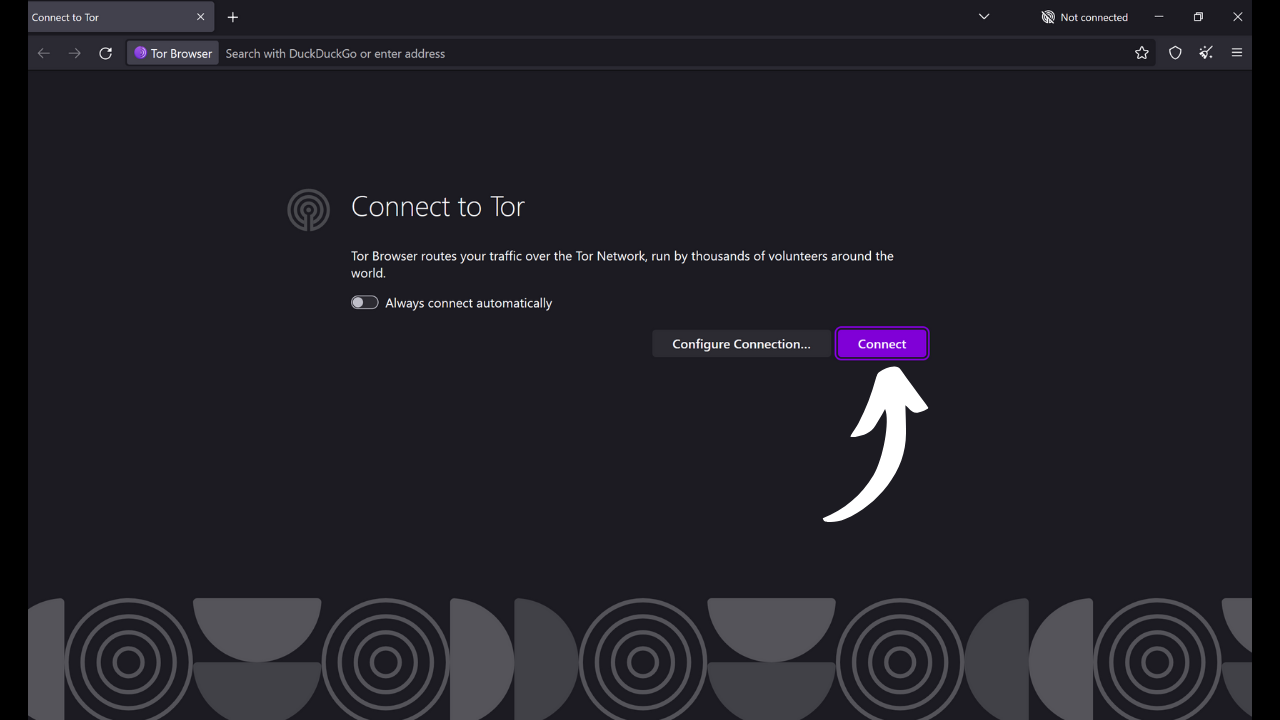 Connect to Tor
Not connected
Tor Browser
Search with DuckDuckGo or enter address
Connect to Tor
Tor Browser routes your traffic over the Tor Network, run by thousands of volunteers around the
world.
Always connect automatically
Configure Connection...
Connect